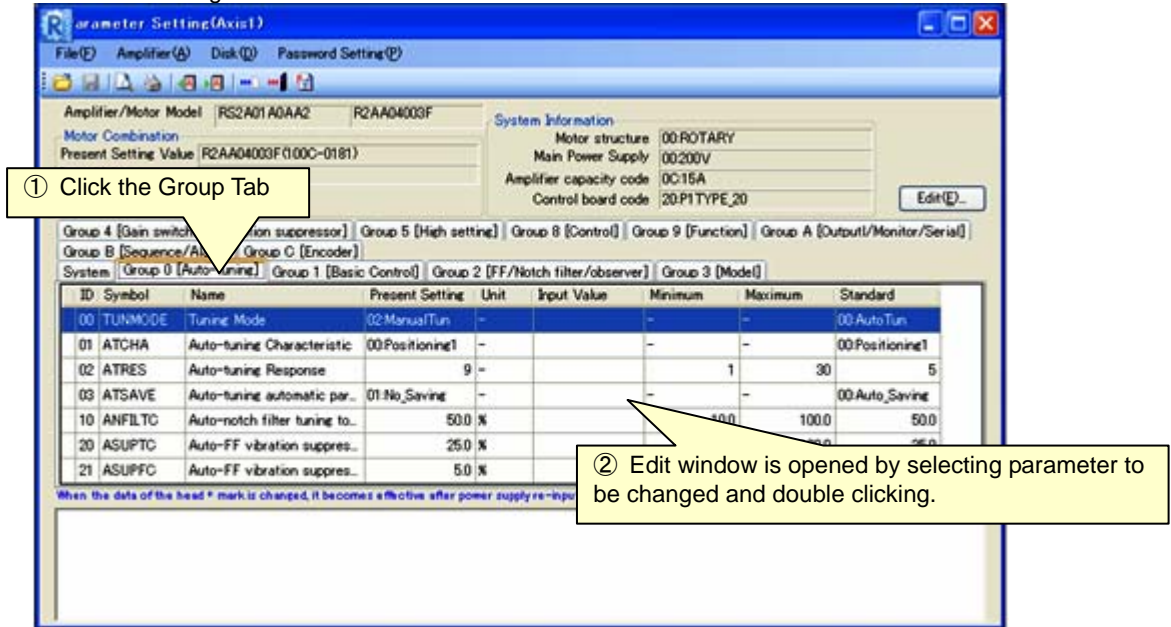 Parameter Setting(Axis1)
File(F) Amplifier(A) Disk(D) Password Setting(P)
Amplifier/Motor Model RS2A01A0AA2 R2AA04003F
System Information
Motor Combination
Motor structure 00:ROTARY
Present Setting Value R2AA04003F(100C-0181)
Main Power Supply 00:200V
Amplifier capacity code 0C:15A
Control board code 20:P1TYPE_20
Edit(E)...
① Click the Group Tab
Group 4 [Gain swit suppressor] Group 5 [High setting] Group 8 [Control] Group 9 [Function] Group A [Output1/Monitor/Serial]
Group B [Sequence/Al Group C [Encoder]
System Group 0 [Auto-tuning] Group 1 [Basic Control] Group 2 [FF/Notch filter/observer] Group 3 [Model]
ID Symbol Name Present Setting Unit Input Value Minimum Maximum Standard
00 TUNMODE Tuning Mode 02:ManualTun - - - 00:AutoTun
01 ATCHA Auto-tuning Characteristic 00:Positioning1 - - - 00:Positioning1
02 ATRES Auto-tuning Response 9 - 1 30 5
03 ATSAVE Auto-tuning automatic par... 01:No_Saving - - - 00:Auto_Saving
10 ANFILTC Auto-notch filter tuning to... 50.0 % 10.0 100.0 50.0
20 ASUPTC Auto-FF vibration suppres... 25.0 %
21 ASUPFC Auto-FF vibration suppres... 5.0 %
② Edit window is opened by selecting parameter to
be changed and double clicking.
When the data of the head * mark is changed, it becomes effective after power supply re-inpu